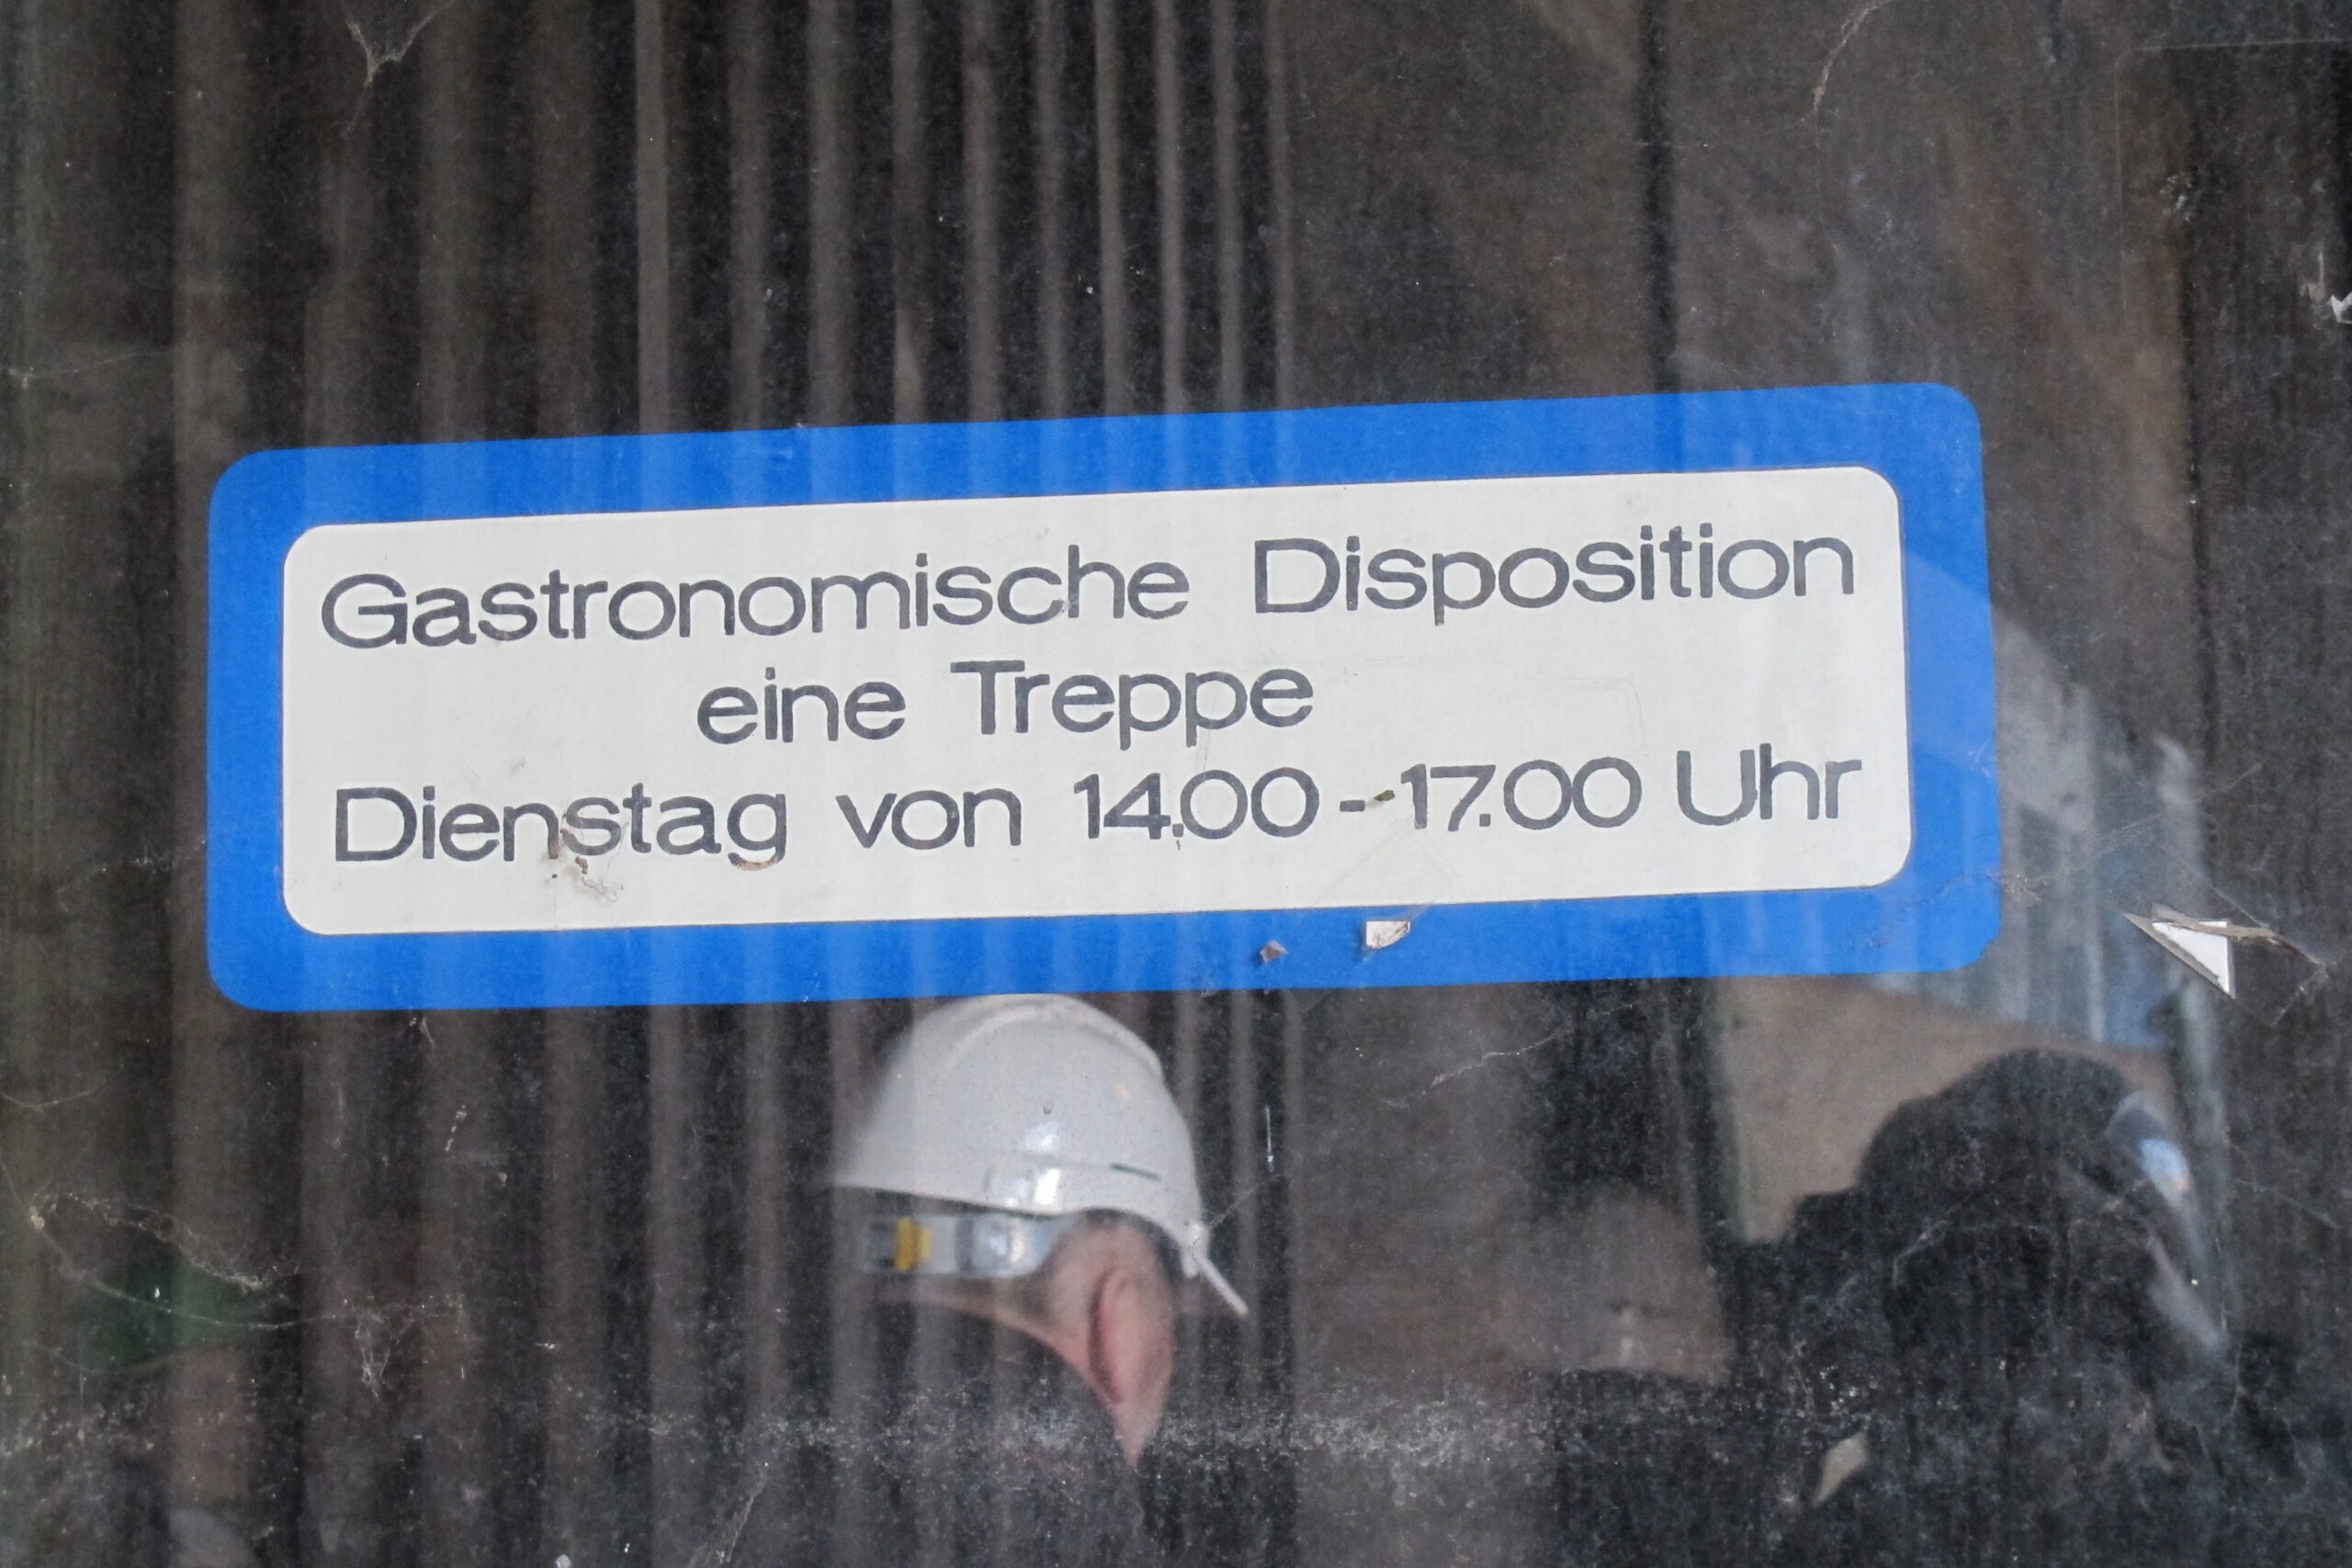 Gastronomische Disposition
eine Treppe
Dienstag von 14.00 - 17.00 Uhr